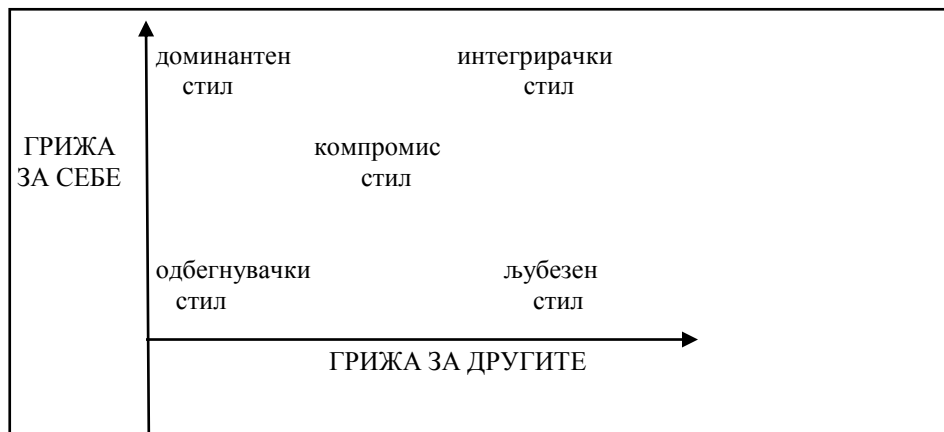 доминантен
стил
интегрирачки
стил
ГРИЖА
ЗА СЕБЕ
компромис
стил
одбегнувачки
стил
љубезен
стил
ГРИЖА ЗА ДРУГИТЕ